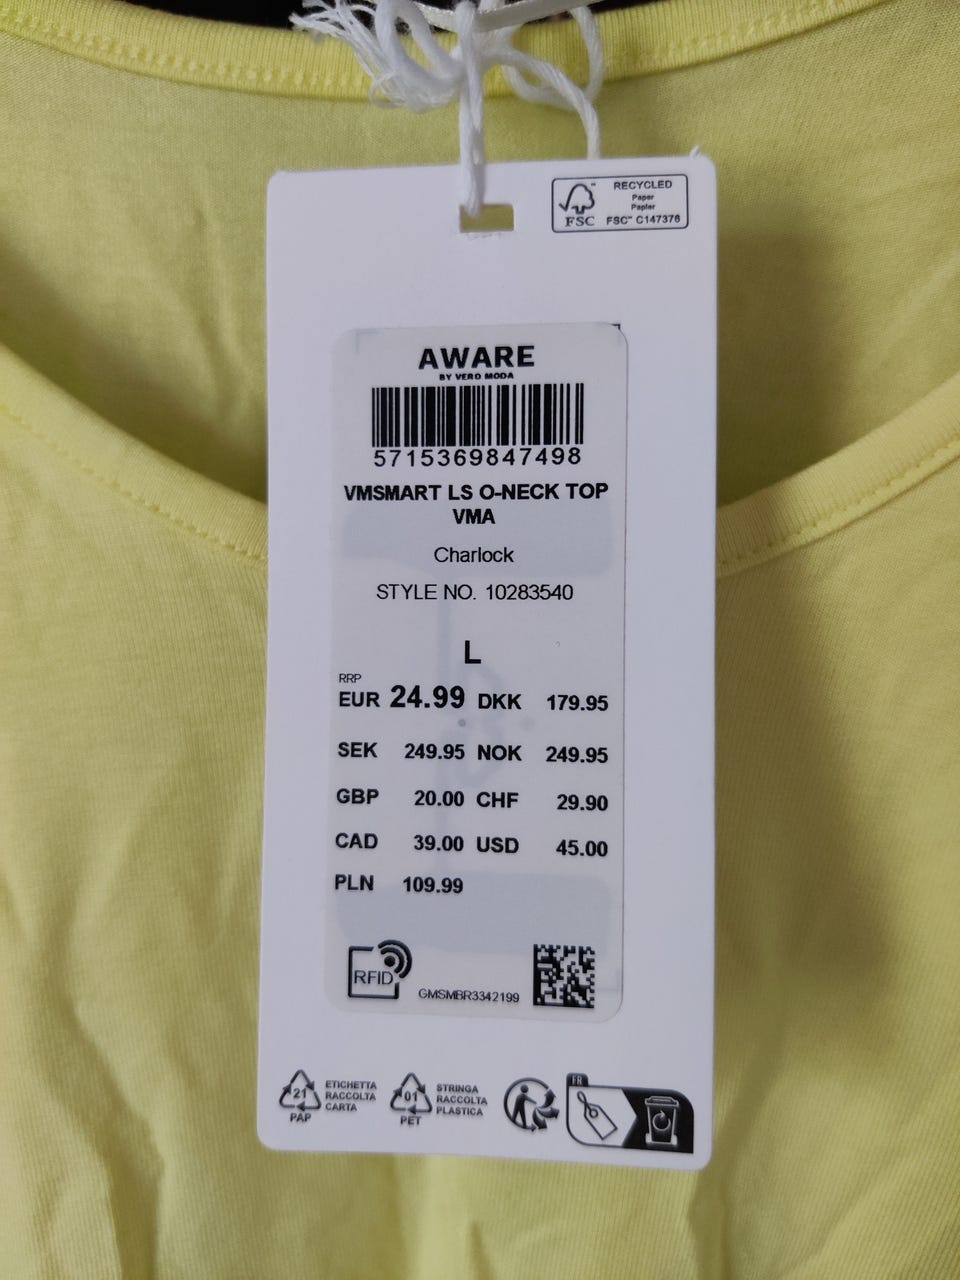 RECYCLED
Paper
Papier
FSC™ C147376
FSC
AWARE
BY VERO MODA
5715369847498
VMSMART LS O-NECK TOP
VMA
Charlock
STYLE NO. 10283540
L
RRP
EUR 24.99 DKK 179.95
SEK 249.95 NOK 249.95
GBP 20.00 CHF 29.90
CAD 39.00 USD 45.00
PLN 109.99
RFID
GMSMBR3342199
21
PAP
ETICHETTA
RACCOLTA
CARTA
01
PET
STRINGA
RACCOLTA
PLASTICA
FR